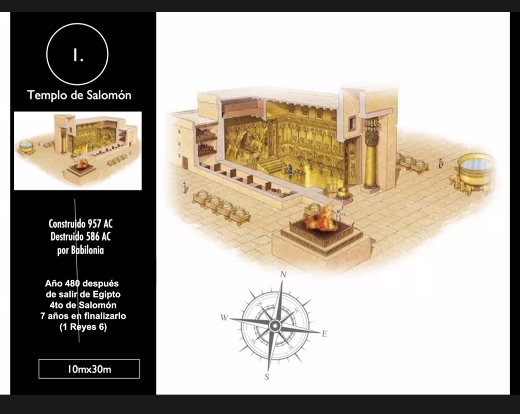 1.
Templo de Salomón
Construido 957 AC
Destruido 586 AC
por Babilonia
Año 480 después
de salir de Egipto
4to de Salomón
7 años en finalizarlo
(1 Reyes 6)
10mx30m
N
W
E
S